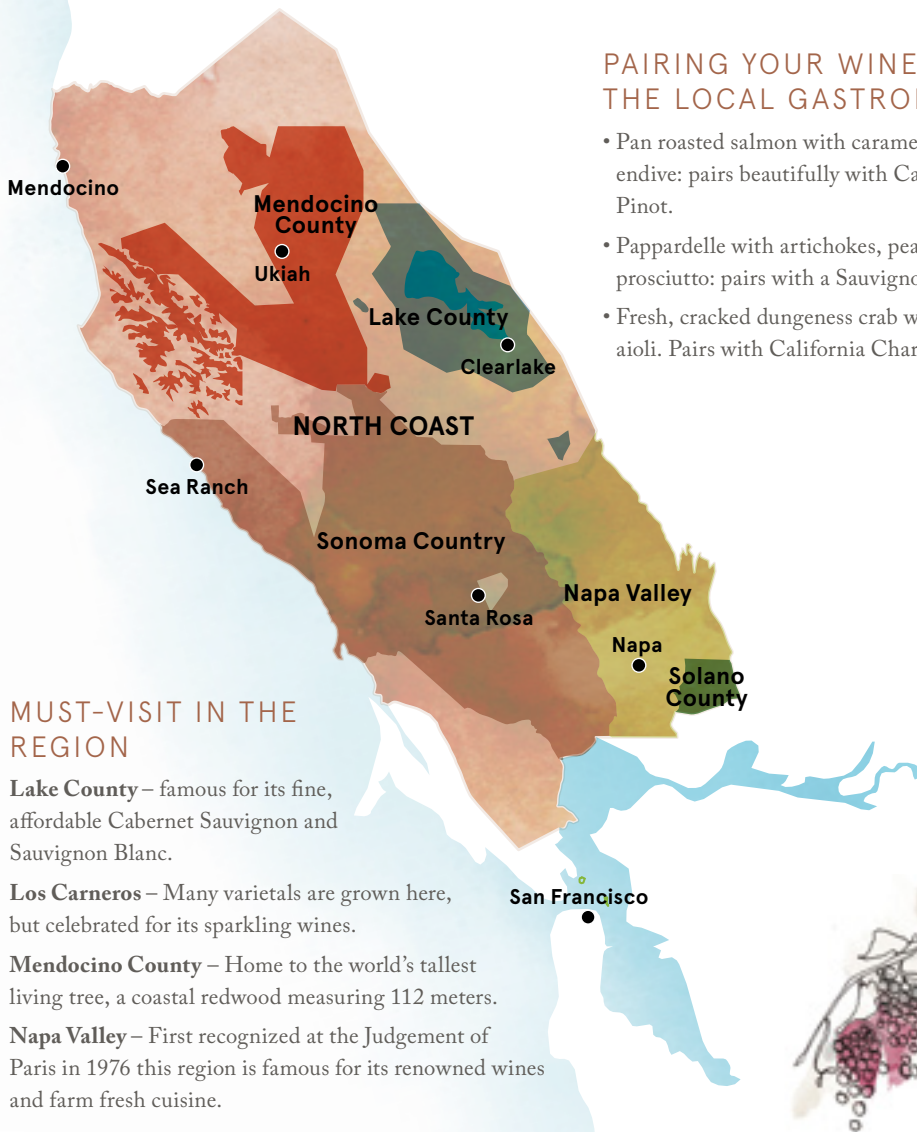 PAIRING YOUR WINE
THE LOCAL
• Pan roasted salmon with
endive: pairs beautifully with
Pinot.
• Pappardelle with artichokes,
prosciutto: pairs with a
• Fresh, cracked dungeness crab
aioli. Pairs with California
Mendocino
Mendocino
County
Ukiah
Lake County
Clearlake
NORTH COAST
Sea Ranch
Sonoma Country
Napa Valley
Santa Rosa
Napa
Solano
County
MUST-VISIT IN THE
REGION
Lake County – famous for its fine,
affordable Cabernet Sauvignon and
Sauvignon Blanc.
Los Carneros – Many varietals are grown here,
but celebrated for its sparkling wines.
Mendocino County – Home to the world’s tallest
living tree, a coastal redwood measuring 112 meters.
Napa Valley – First recognized at the Judgement of
Paris in 1976 this region is famous for its renowned wines
and farm fresh cuisine.
San Francisco